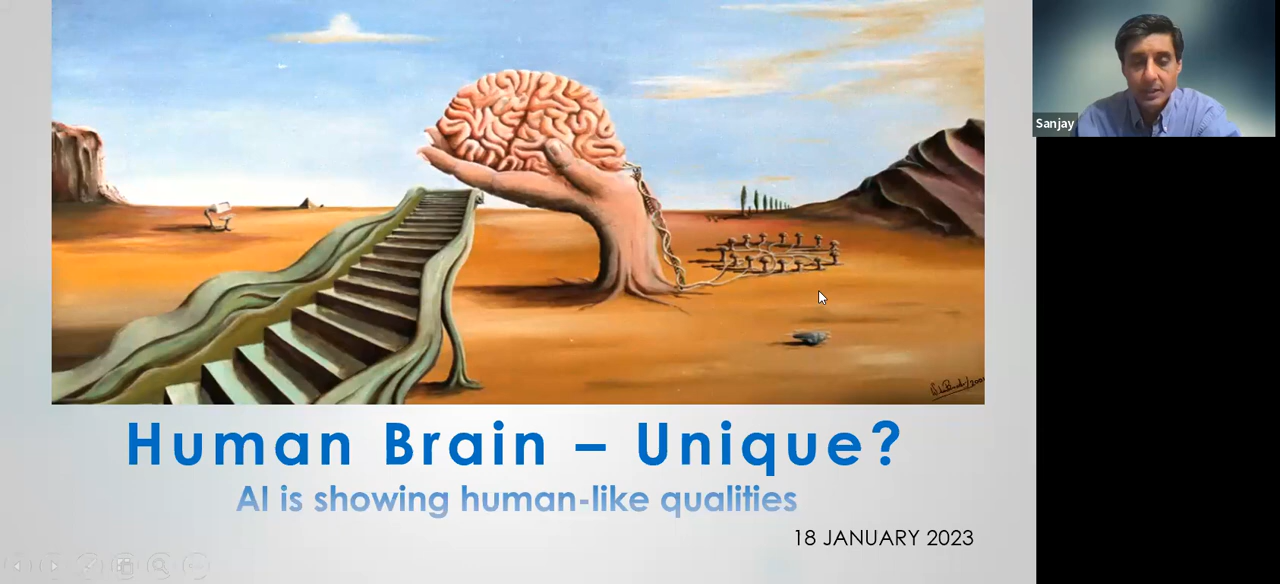 Sanjay
Human Brain – Unique?
AI is showing human-like qualities
18 JANUARY 2023